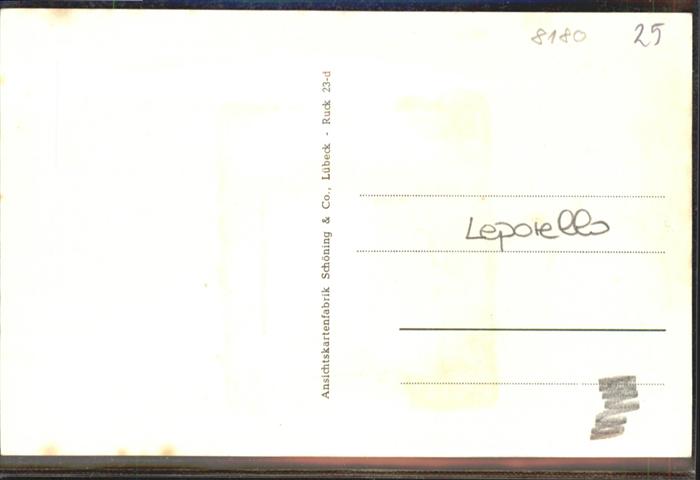 8180 25
Ansichtskartenfabrik Schöning & Co., Lübeck - Ruck 23-d
Leporello